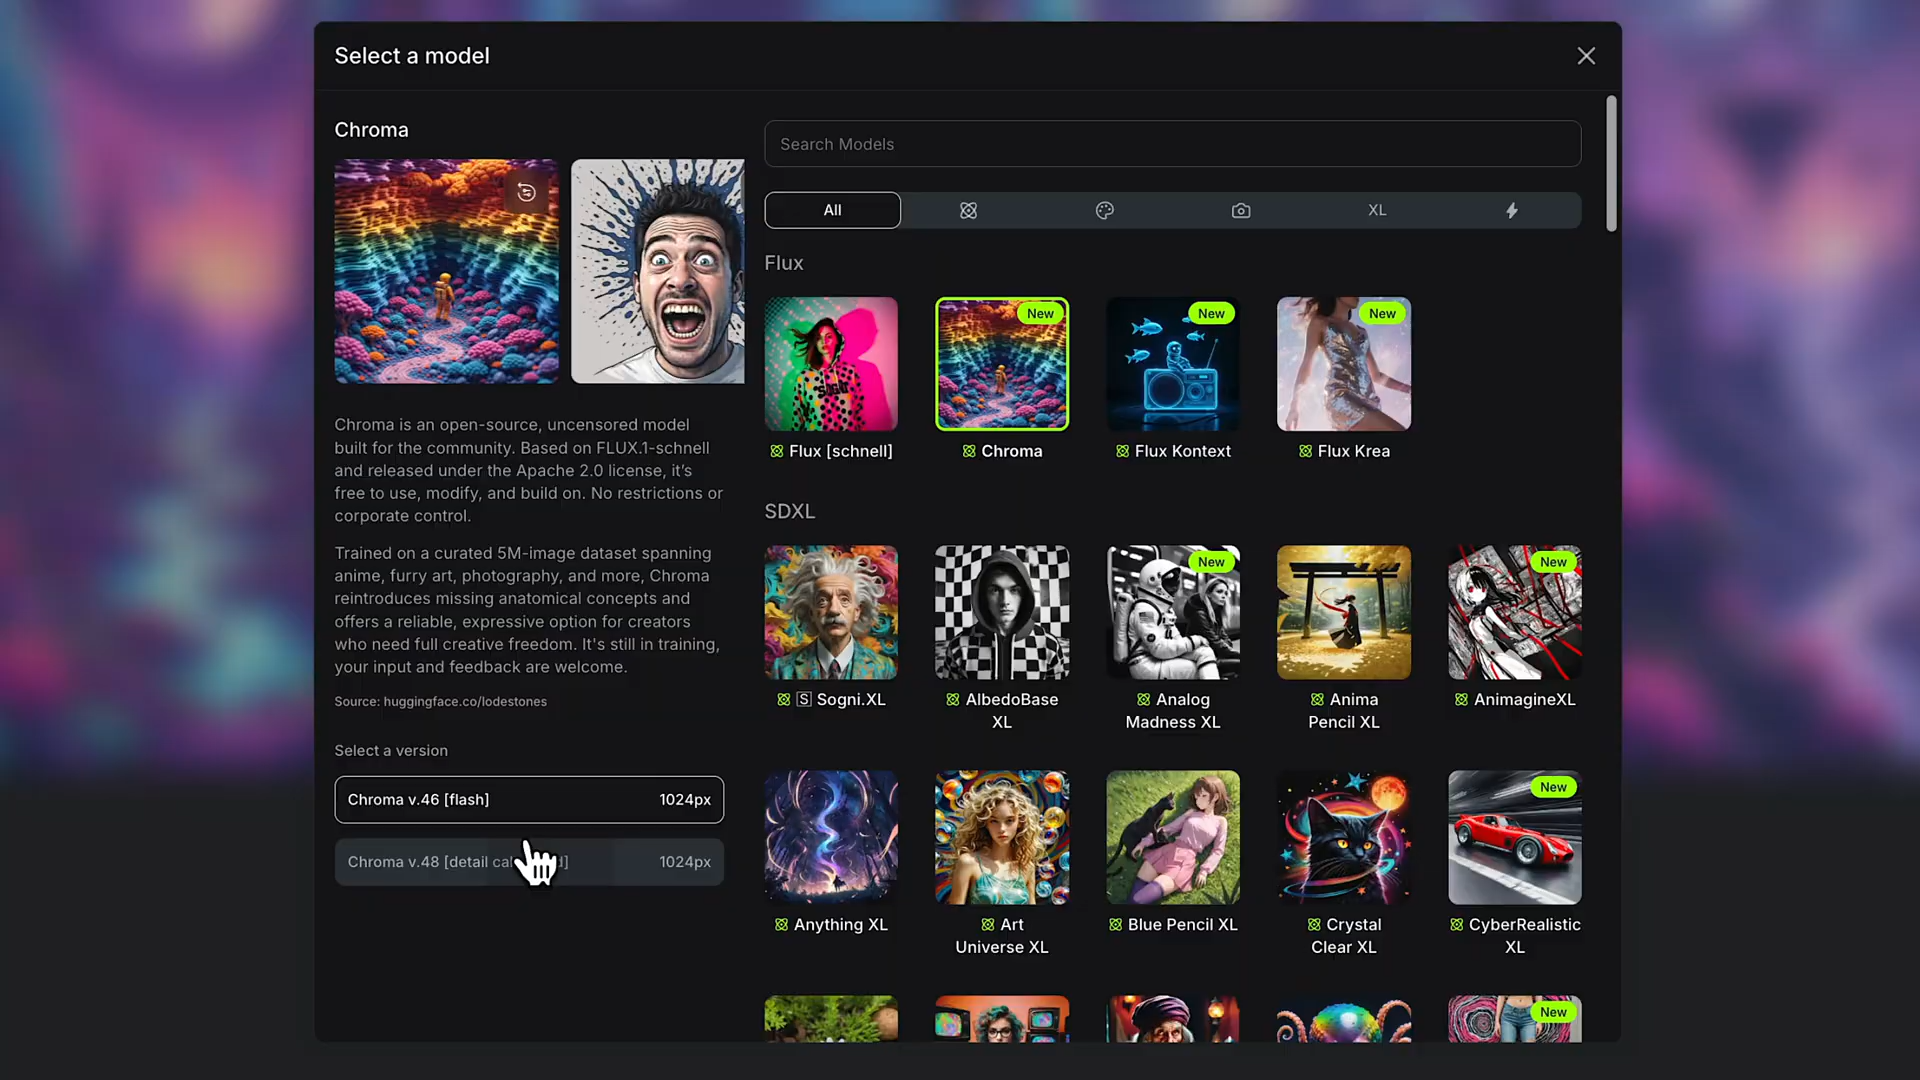 Select a model
Chroma
Chroma is an open-source, uncensored model
built for the community. Based on FLUX.1-schnell
and released under the Apache 2.0 license, it's
free to use, modify, and build on. No restrictions or
corporate control.
Trained on a curated 5M-image dataset spanning
anime, furry art, photography, and more, Chroma
reintroduces missing anatomical concepts and
offers a reliable, expressive option for creators
who need full creative freedom. It's still in training,
your input and feedback are welcome.
Source: huggingface.co/lodestones
Select a version
Chroma v.46 [flash] 1024px
Chroma v.48 [detail 1024px
Search Models
All XL
Flux
New New New
Flux [schnell] Chroma Flux Kontext Flux Krea
SDXL
New New
S Sogni.XL AlbedoBase Analog Anima AnimagineXL
XL Madness XL Pencil XL
New
Anything XL Art Blue Pencil XL Crystal CyberRealistic
Universe XL Clear XL XL
New